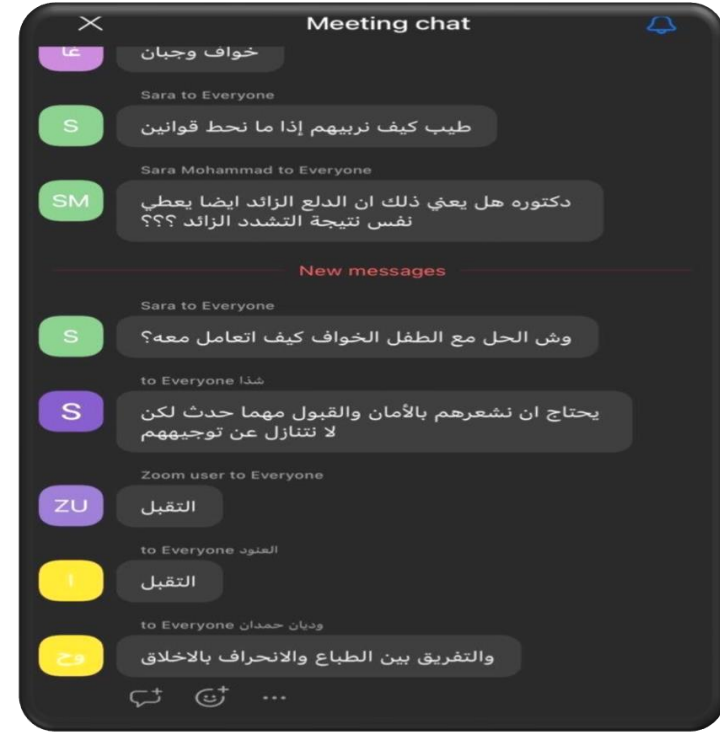 Meeting chat
غا
خواف وجبان
Sara to Everyone
S
طيب كيف نربيهم إذا ما نحط قوانين
Sara Mohammad to Everyone
SM
دكتوره هل يعني ذلك ان الدلع الزائد ايضا يعطي
نفس نتيجة التشدد الزائد ؟؟؟
New messages
Sara to Everyone
S
وش الحل مع الطفل الخواف كيف اتعامل معه؟
شذا to Everyone
S
يحتاج ان نشعرهم بالأمان والقبول مهما حدث لكن
لا نتنازل عن توجيههم
Zoom user to Everyone
ZU
التقبل
العنود to Everyone
ا
التقبل
وديان حمدان to Everyone
وح
والتفريق بين الطباع والانحراف بالاخلاق